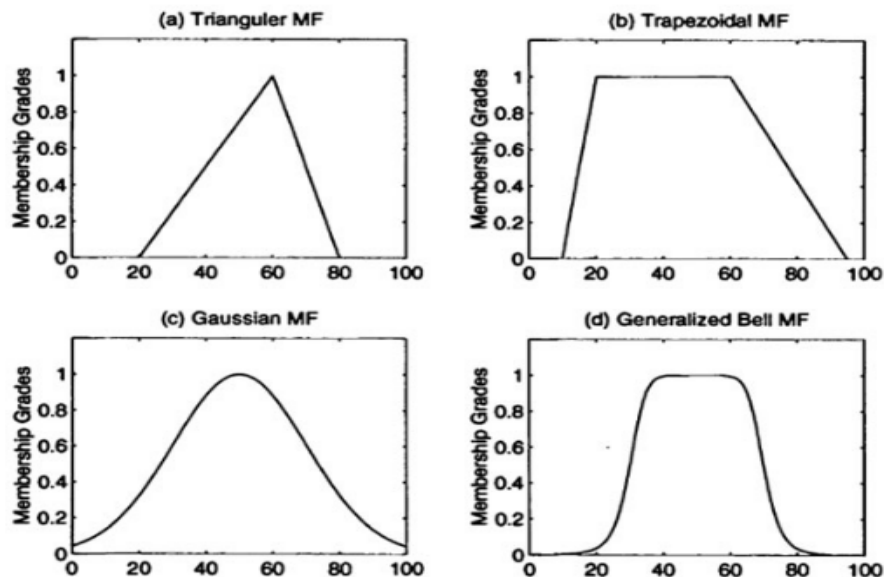 (a) Trianguler MF
Membership Grades
1
0.8
0.6
0.4
0.2
0
0 20 40 60 80 100
(b) Trapezoidal MF
Membership Grades
1
0.8
0.6
0.4
0.2
0
0 20 40 60 80 100
(c) Gaussian MF
Membership Grades
1
0.8
0.6
0.4
0.2
0
0 20 40 60 80 100
(d) Generalized Bell MF
Membership Grades
1
0.8
0.6
0.4
0.2
0
0 20 40 60 80 100